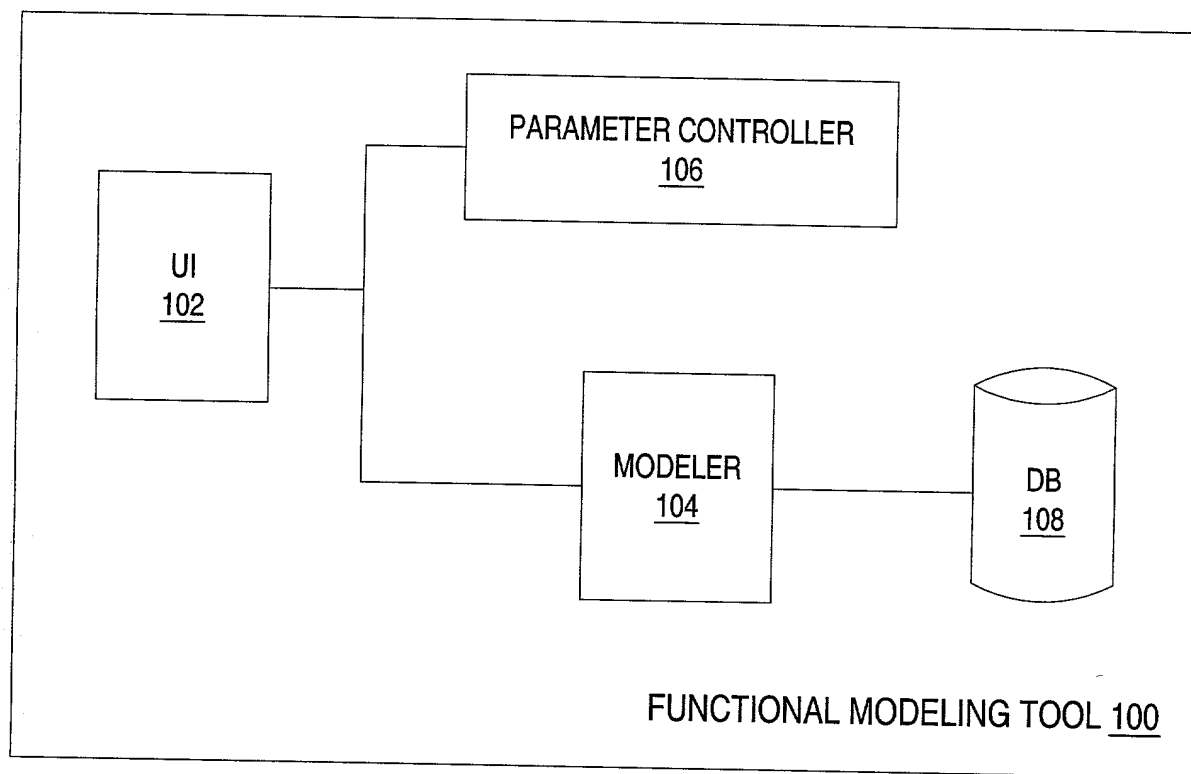 PARAMETER CONTROLLER
106
UI
102
MODELER
104
DB
108
FUNCTIONAL MODELING TOOL 100